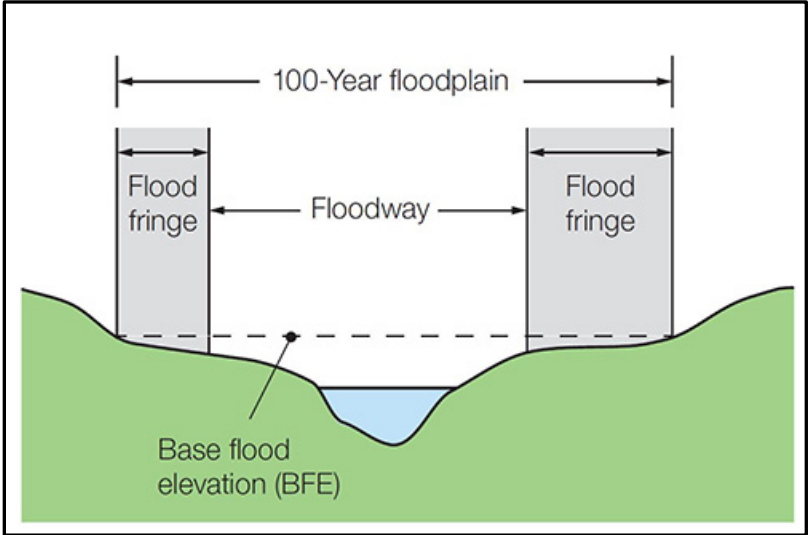 100-Year floodplain
Flood
fringe
Floodway
Flood
fringe
Base flood
elevation (BFE)